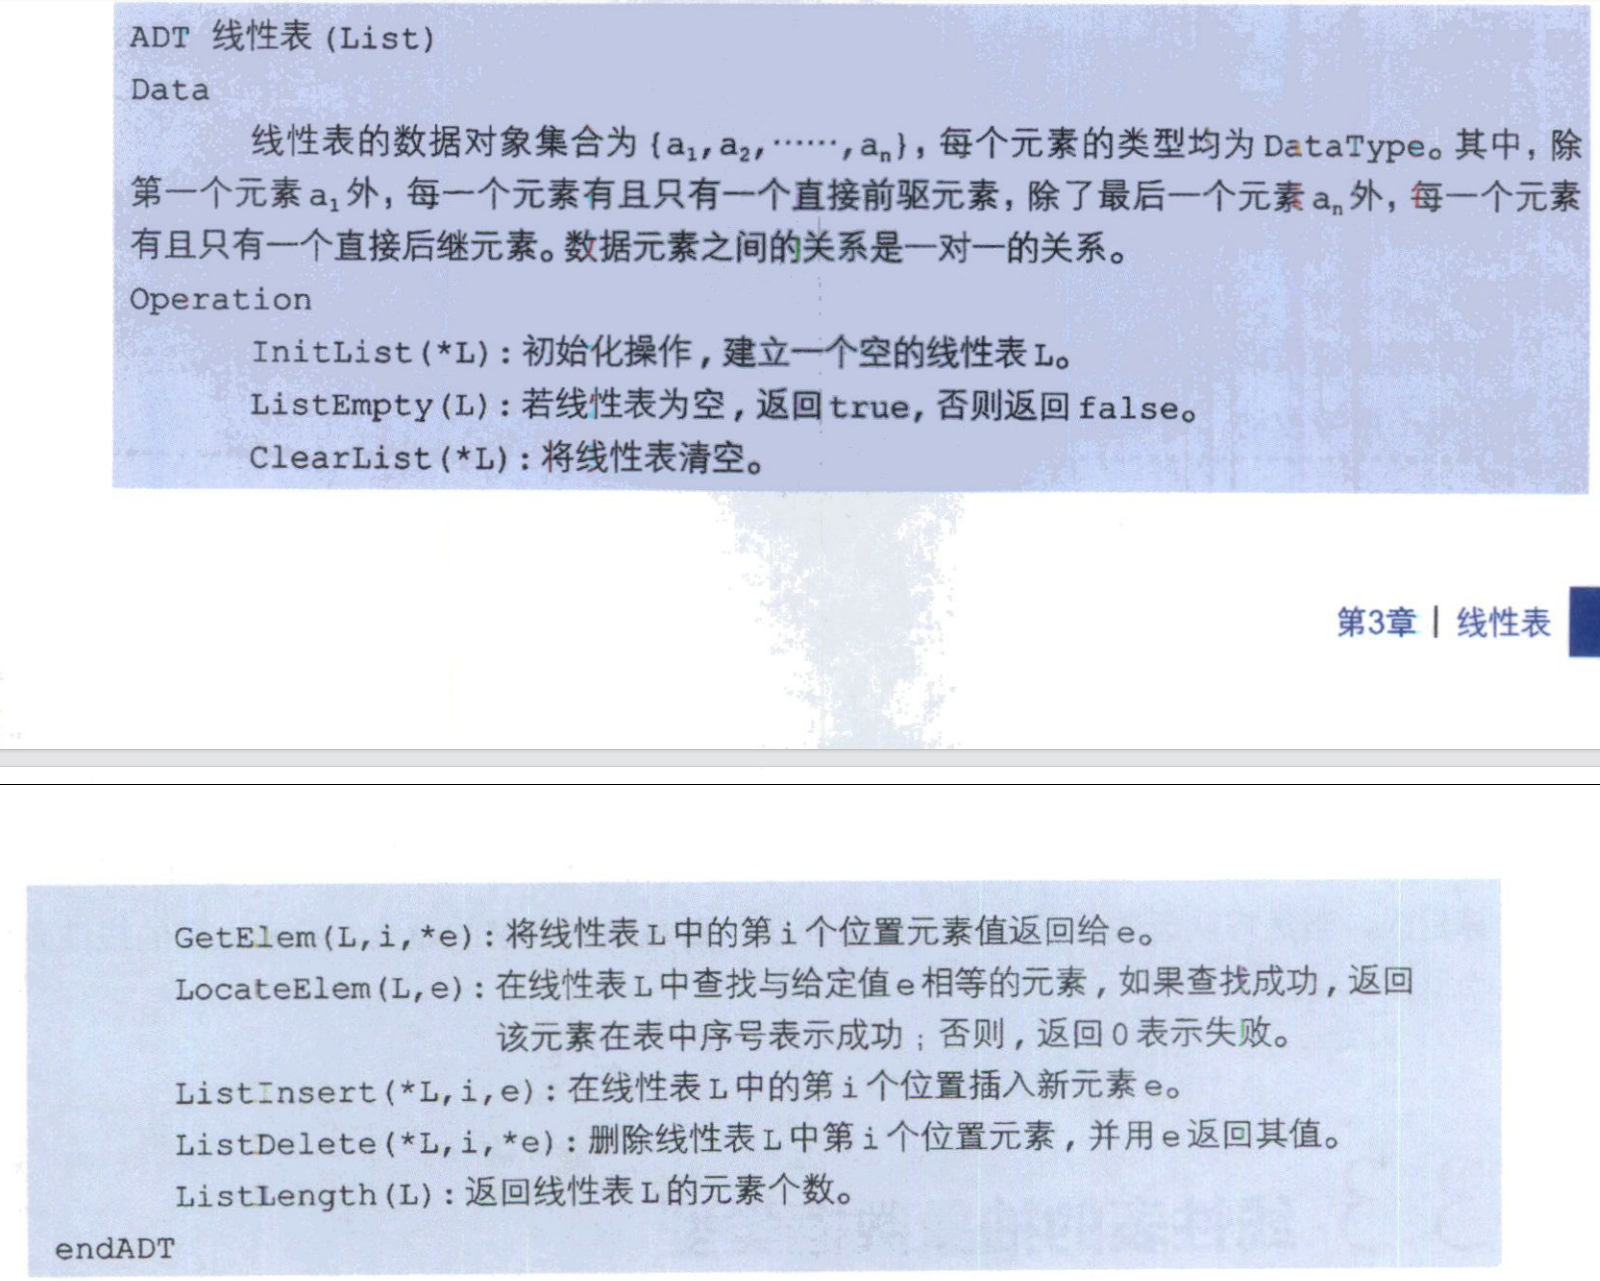 ADT 线性表 (List)
Data
线性表的数据对象集合为 {a₁,a₂,……,aₙ}, 每个元素的类型均为 DataType。其中, 除
第一个元素 a₁ 外, 每一个元素有且只有一个直接前驱元素, 除了最后一个元素 aₙ 外, 每一个元素
有且只有一个直接后继元素。数据元素之间的关系是一对一的关系。
Operation
InitList(*L): 初始化操作, 建立一个空的线性表 L。
ListEmpty(L): 若线性表为空, 返回 true, 否则返回 false。
ClearList(*L): 将线性表清空。
第3章 | 线性表
GetElem(L,i,*e): 将线性表 L 中的第 i 个位置元素值返回给 e。
LocateElem(L,e): 在线性表 L 中查找与给定值 e 相等的元素, 如果查找成功, 返回
该元素在表中序号表示成功; 否则, 返回 0 表示失败。
ListInsert(*L,i,e): 在线性表 L 中的第 i 个位置插入新元素 e。
ListDelete(*L,i,*e): 删除线性表 L 中第 i 个位置元素, 并用 e 返回其值。
ListLength(L): 返回线性表 L 的元素个数。
endADT